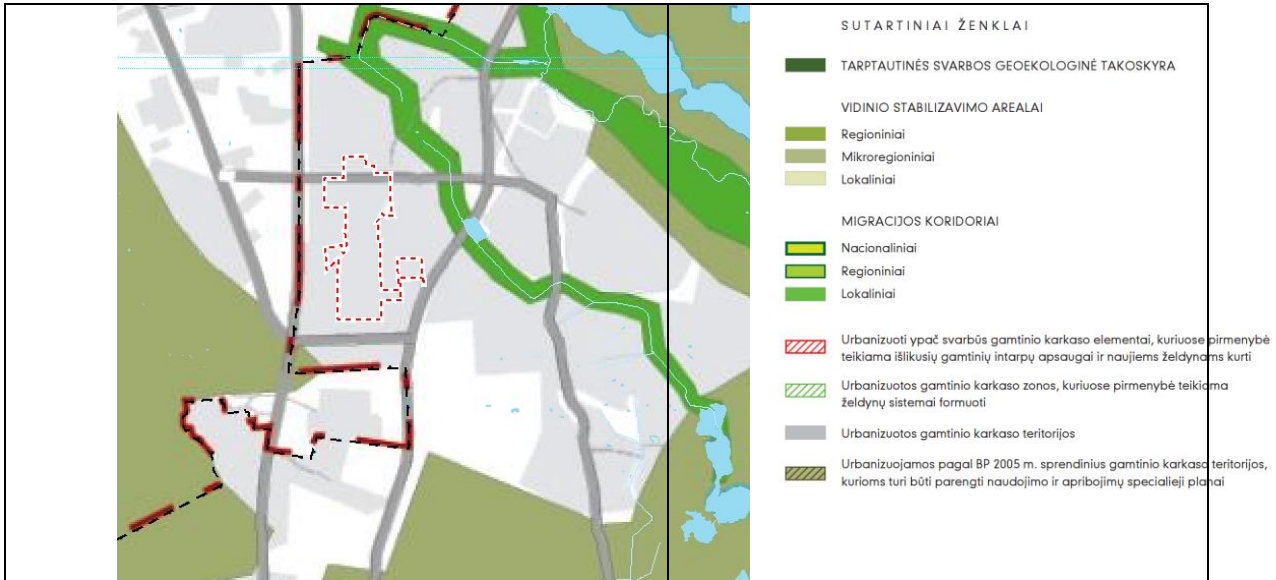 SUTARTINIAI ŽENKLAI
TARPTAUTINĖS SVARBOS GEOEKOLOGINĖ TAKOSKYRA
VIDINIO STABILIZAVIMO AREALAI
Regioniniai
Mikroregioniniai
Lokaliniai
MIGRACIJOS KORIDORIAI
Nacionaliniai
Regioniniai
Lokaliniai
Urbanizuoti ypač svarbūs gamtinio karkaso elementai, kuriuose pirmenybė
teikiama išlikusių gamtinių intarpų apsaugai ir naujiems želdynams kurti
Urbanizuotos gamtinio karkaso zonos, kuriuose pirmenybė teikiama
želdynų sistemai formuoti
Urbanizuotos gamtinio karkaso teritorijos
Urbanizuojamos pagal BP 2005 m. sprendinius gamtinio karkaso teritorijos,
kurioms turi būti parengti naudojimo ir apribojimų specialieji planai